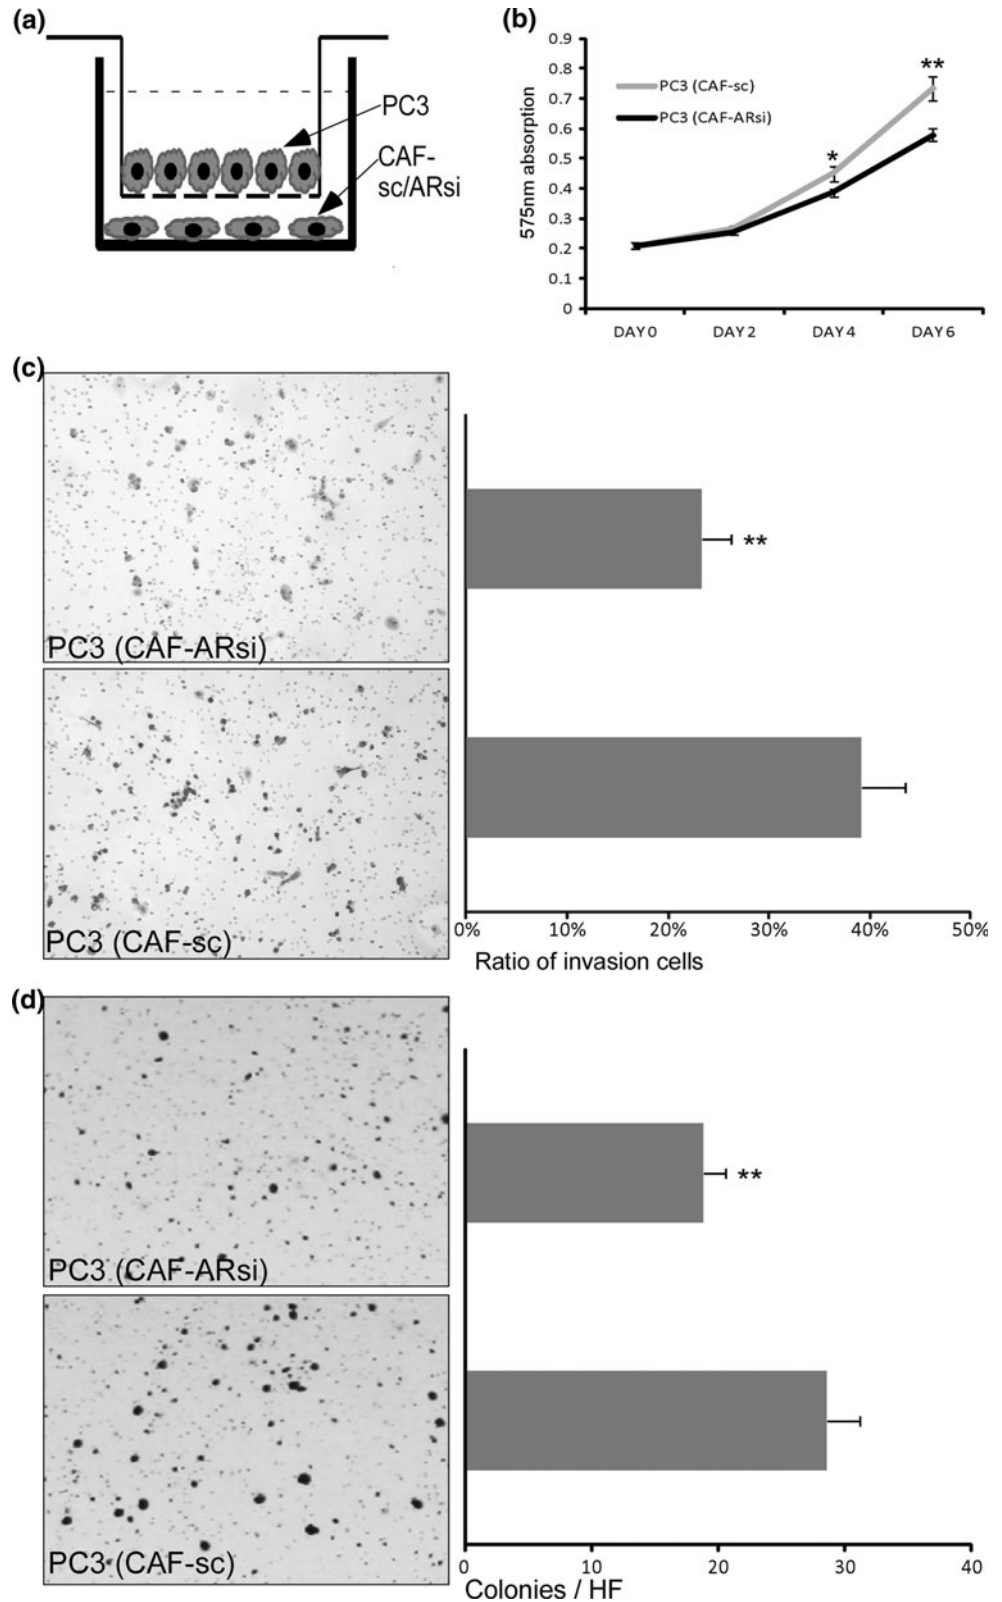 (a)
PC3
CAF-
sc/ARsi
(b)
0.9
0.8
0.7
0.6
0.5
0.4
0.3
0.2
0.1
0
575nm absorption
PC3 (CAF-sc)
PC3 (CAF-ARsi)
*
**
DAY 0 DAY 2 DAY 4 DAY 6
(c)
PC3 (CAF-ARsi)
PC3 (CAF-sc)
**
0% 10% 20% 30% 40% 50%
Ratio of invasion cells
(d)
PC3 (CAF-ARsi)
PC3 (CAF-sc)
**
0 10 20 30 40
Colonies / HF